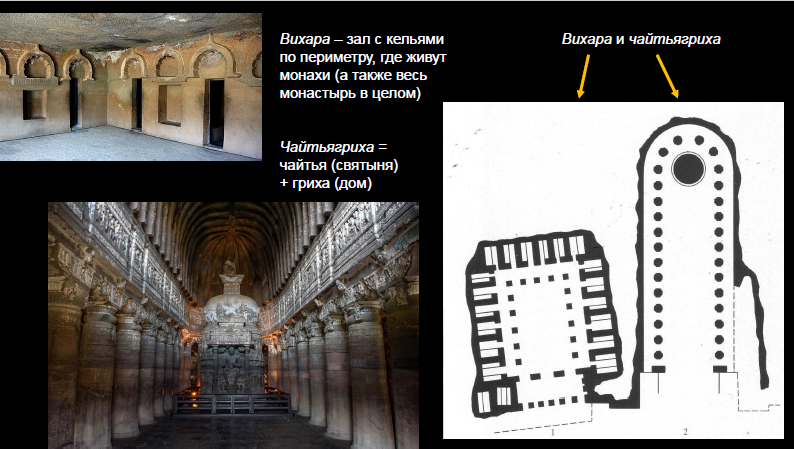 Вихара – зал с кельями
по периметру, где живут
монахи (а также весь
монастырь в целом)
Чайтьягриха =
чайтья (святыня)
+ гриха (дом)
Вихара и чайтьягриха
1
2